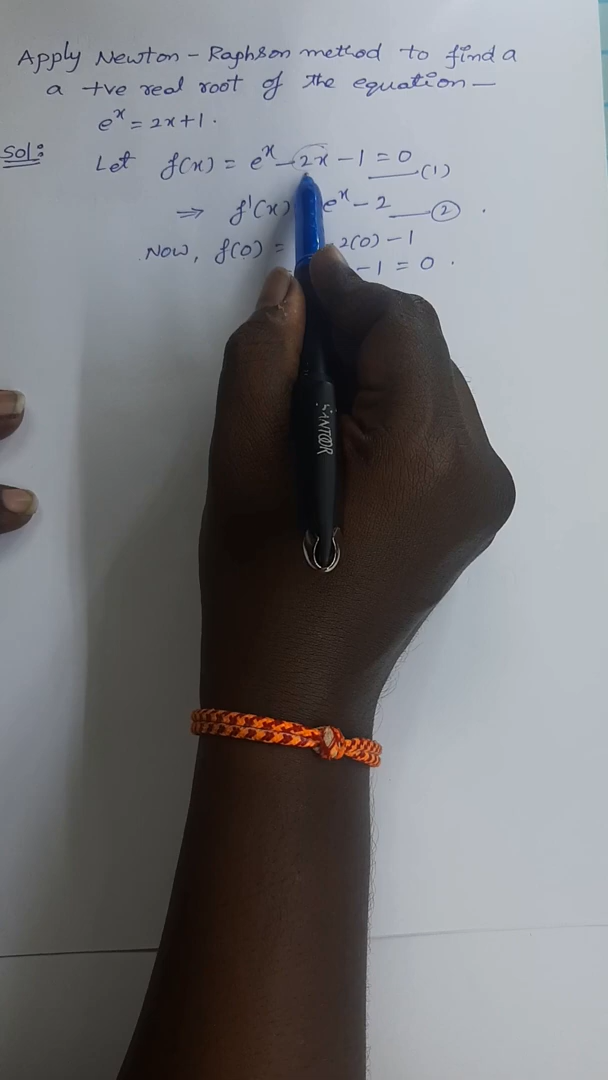 Apply Newton - Raphson method to find a
a +ve real root of the equation —
e^x = 2x+1.
Sol: Let f(x) = e^x - 2x - 1 = 0 —(1)
⇒ f'(x) e^x - 2 —②.
Now, f(0) = 2(0) - 1
-1 = 0.
LINTOOR